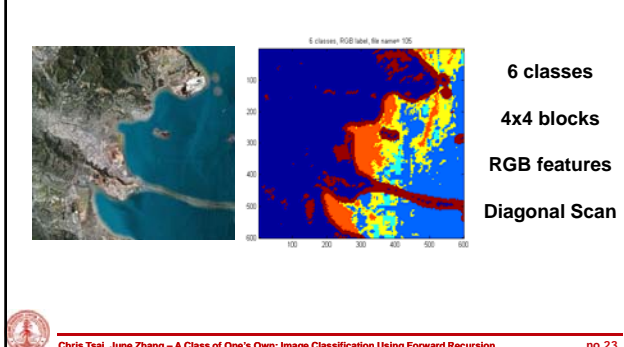 6 classes, RGB label, file name= 105
100
200
300
400
500
600
100
200
300
400
500
600
6 classes
4x4 blocks
RGB features
Diagonal Scan
Chris Tsai, June Zhang – A Class of One's Own: Image Classification Using Forward Recursion
pg 23